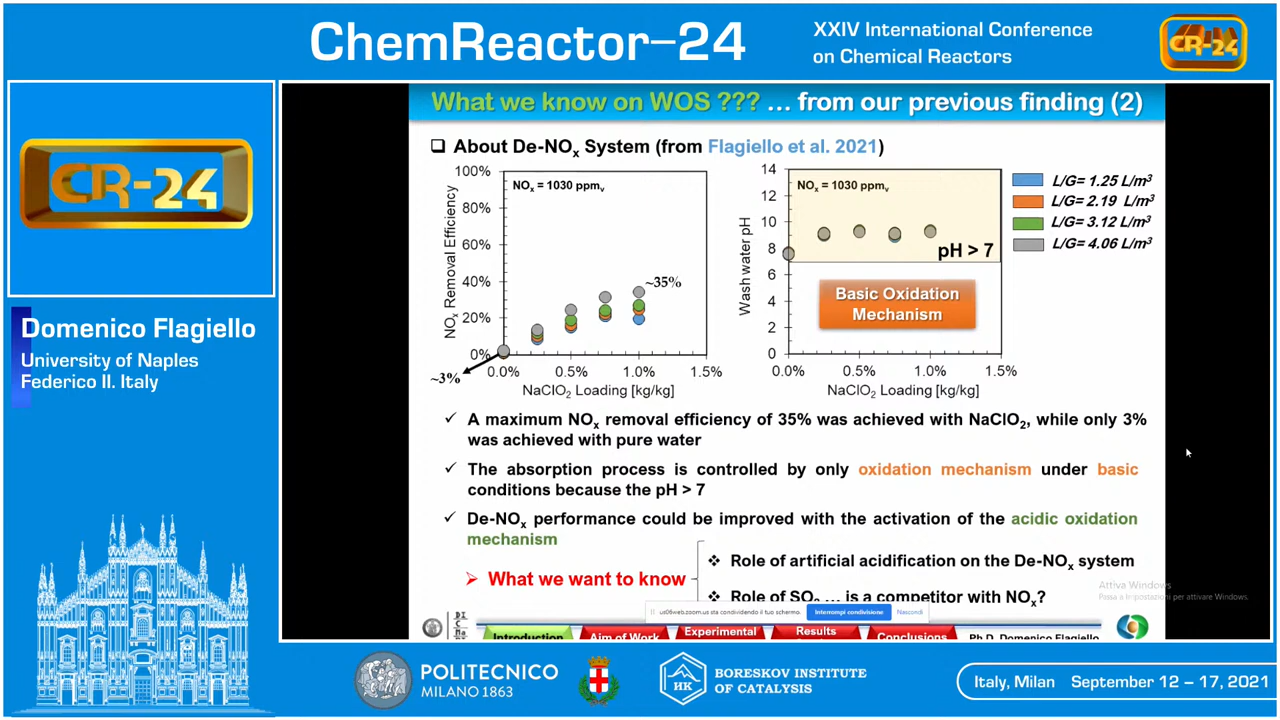 ChemReactor–24
XXIV International Conference
on Chemical Reactors
CR-24
CR-24
Domenico Flagiello
University of Naples
Federico II. Italy
What we know on WOS ??? ... from our previous finding (2)
About De-NOx System (from Flagiello et al. 2021)
NOx Removal Efficiency
100%
80%
60%
40%
20%
0%
NOx = 1030 ppmv
~35%
~3%
0.0% 0.5% 1.0% 1.5%
NaClO2 Loading [kg/kg]
Wash water pH
14
12
10
8
6
4
2
0
NOx = 1030 ppmv
pH > 7
Basic Oxidation
Mechanism
0.0% 0.5% 1.0% 1.5%
NaClO2 Loading [kg/kg]
L/G= 1.25 L/m3
L/G= 2.19 L/m3
L/G= 3.12 L/m3
L/G= 4.06 L/m3
A maximum NOx removal efficiency of 35% was achieved with NaClO2, while only 3%
was achieved with pure water
The absorption process is controlled by only oxidation mechanism under basic
conditions because the pH > 7
De-NOx performance could be improved with the activation of the acidic oxidation
mechanism
What we want to know
Role of artificial acidification on the De-NOx system
Role of SO2 ... is a competitor with NOx?
Attiva Windows
Passa a Impostazioni per attivare Windows.
us06web.zoom.us sta condividendo il tuo schermo. Interrompi condivisione Nascondi
Introduction Aim of Work Experimental Results Conclusions Ph.D. Domenico Flagiello
POLITECNICO
MILANO 1863
HK
BORESKOV INSTITUTE
OF CATALYSIS
Italy, Milan September 12 – 17, 2021